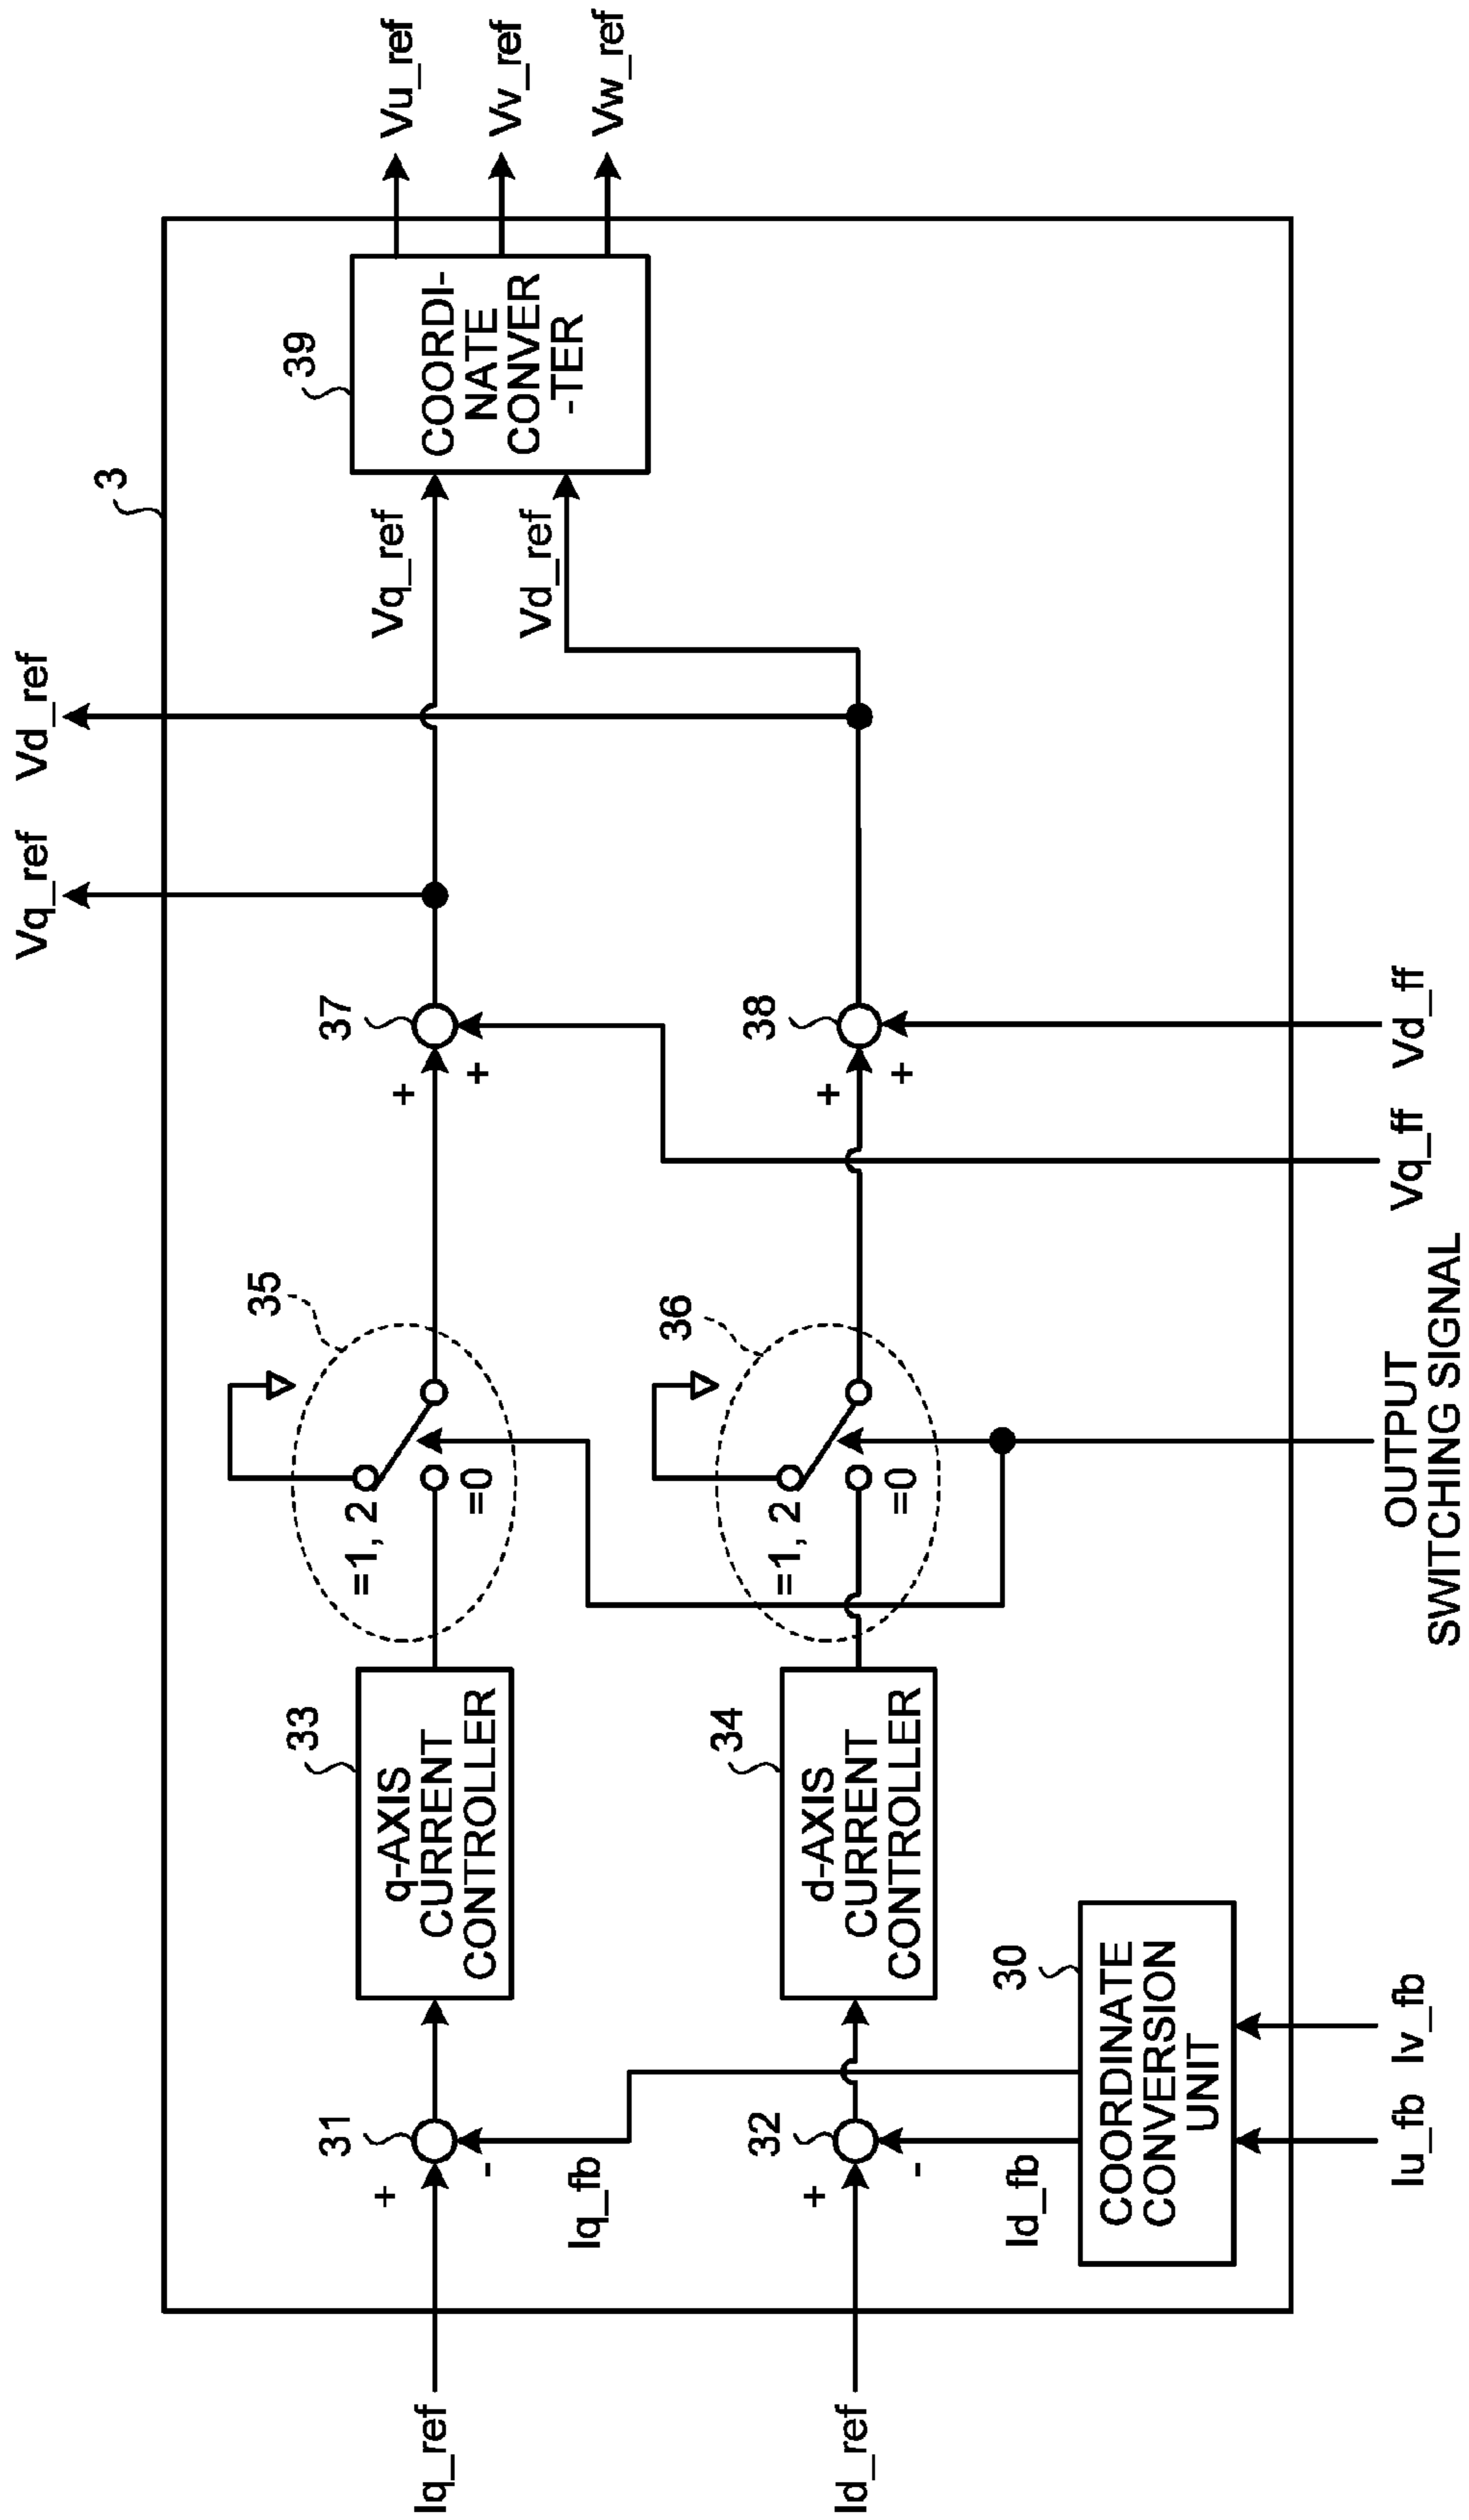 Vq_ref
Vd_ref
3
39
COORDI-
NATE
CONVER
-TER
Vu_ref
Vv_ref
Vw_ref
Vq_ref
Vd_ref
37
+
+
38
+
+
35
=1, 2
=0
36
=1, 2
=0
33
q-AXIS
CURRENT
CONTROLLER
34
d-AXIS
CURRENT
CONTROLLER
31
+
-
Iq_fb
32
+
-
Id_fb
30
COORDINATE
CONVERSION
UNIT
Iq_ref
Id_ref
Iu_fb
Iv_fb
OUTPUT
SWITCHING SIGNAL
Vq_ff
Vd_ff